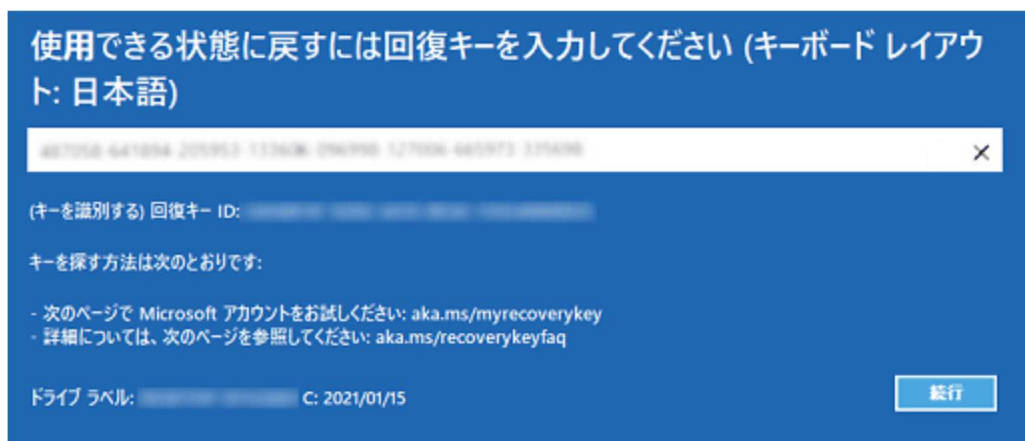 使用できる状態に戻すには回復キーを入力してください (キーボード レイアウ
ト: 日本語)
(キーを識別する) 回復キー ID:
キーを探す方法は次のとおりです:
- 次のページで Microsoft アカウントをお試しください: aka.ms/myrecoverykey
- 詳細については、次のページを参照してください: aka.ms/recoverykeyfaq
ドライブ ラベル: C: 2021/01/15
続行